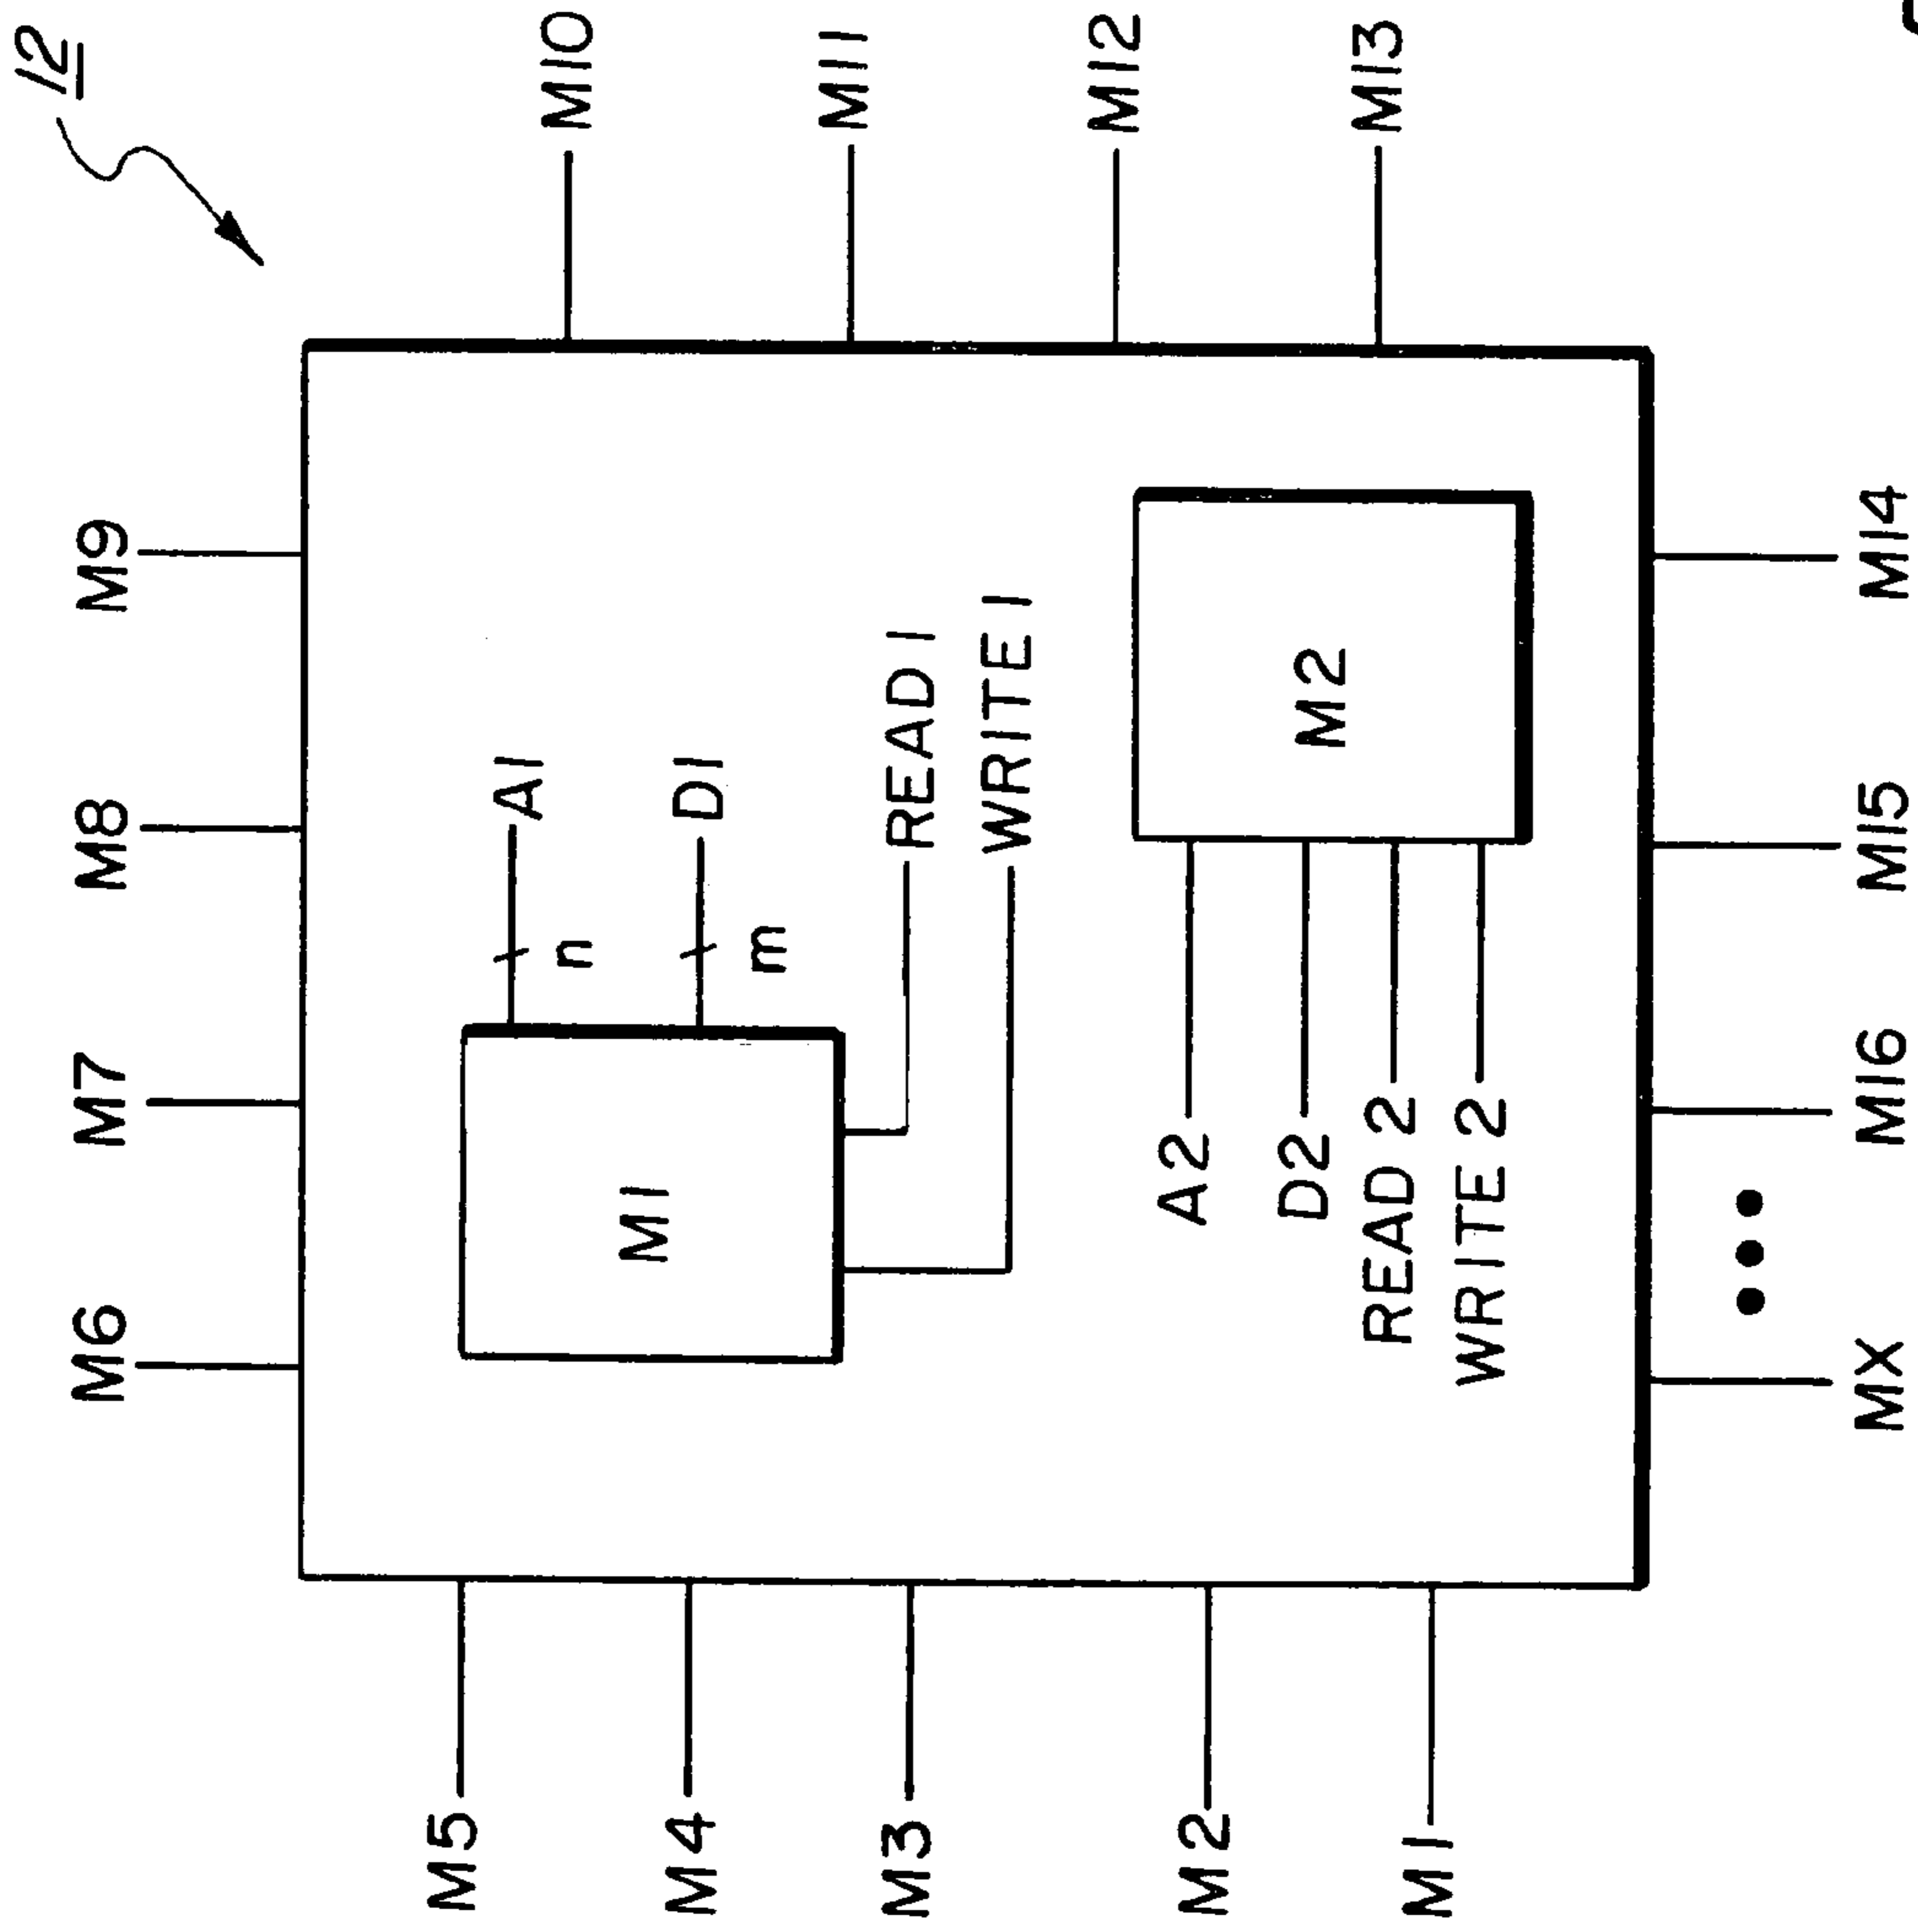 12
M6
M7
M8
M9
M5
M4
M3
M2
M1
M10
M11
M12
M13
M1
A1
n
D1
m
READ 1
WRITE 1
M2
A2
D2
READ 2
WRITE 2
MX
•••
M16
M15
M14